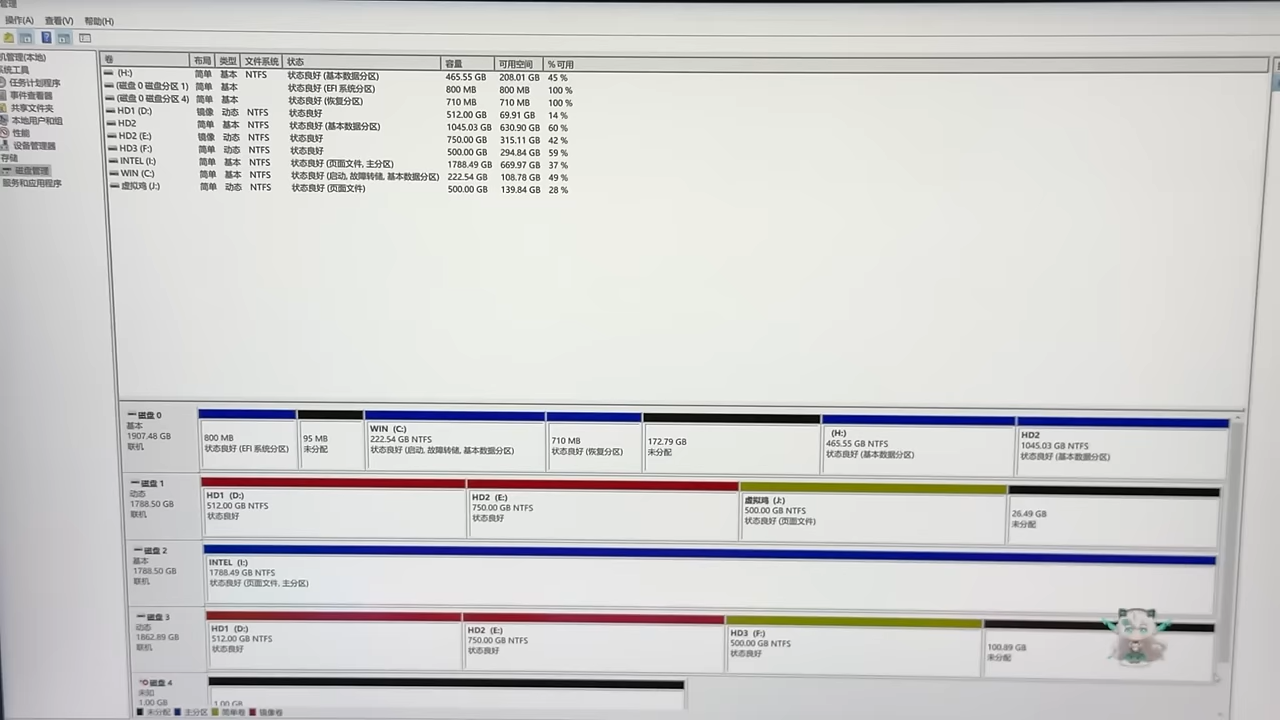 管理
操作(A) 查看(V) 帮助(H)
机管理(本地)
系统工具
任务计划程序
事件查看器
共享文件夹
本地用户和组
性能
设备管理器
存储
磁盘管理
服务和应用程序
卷 布局 类型 文件系统 状态 容量 可用空间 % 可用
(H:) 简单 基本 NTFS 状态良好 (基本数据分区) 465.55 GB 208.01 GB 45 %
(磁盘 0 磁盘分区 1) 简单 基本 状态良好 (EFI 系统分区) 800 MB 800 MB 100 %
(磁盘 0 磁盘分区 4) 简单 基本 状态良好 (恢复分区) 710 MB 710 MB 100 %
HD1 (D:) 镜像 动态 NTFS 状态良好 512.00 GB 69.91 GB 14 %
HD2 简单 基本 NTFS 状态良好 (基本数据分区) 1045.03 GB 630.90 GB 60 %
HD2 (E:) 镜像 动态 NTFS 状态良好 750.00 GB 315.11 GB 42 %
HD3 (F:) 简单 动态 NTFS 状态良好 500.00 GB 294.84 GB 59 %
INTEL (I:) 简单 基本 NTFS 状态良好 (页面文件, 主分区) 1788.49 GB 669.97 GB 37 %
WIN (C:) 简单 基本 NTFS 状态良好 (启动, 故障转储, 基本数据分区) 222.54 GB 108.78 GB 49 %
虚拟鸡 (J:) 简单 动态 NTFS 状态良好 (页面文件) 500.00 GB 139.84 GB 28 %
磁盘 0
基本
1907.48 GB
联机
800 MB
状态良好 (EFI 系统分区)
95 MB
未分配
WIN (C:)
222.54 GB NTFS
状态良好 (启动, 故障转储, 基本数据分区)
710 MB
状态良好 (恢复分区)
172.79 GB
未分配
(H:)
465.55 GB NTFS
状态良好 (基本数据分区)
HD2
1045.03 GB NTFS
状态良好 (基本数据分区)
磁盘 1
动态
1788.50 GB
联机
HD1 (D:)
512.00 GB NTFS
状态良好
HD2 (E:)
750.00 GB NTFS
状态良好
虚拟鸡 (J:)
500.00 GB NTFS
状态良好 (页面文件)
26.49 GB
未分配
磁盘 2
基本
1788.50 GB
联机
INTEL (I:)
1788.49 GB NTFS
状态良好 (页面文件, 主分区)
磁盘 3
动态
1862.89 GB
联机
HD1 (D:)
512.00 GB NTFS
状态良好
HD2 (E:)
750.00 GB NTFS
状态良好
HD3 (F:)
500.00 GB NTFS
状态良好
100.89 GB
未分配
磁盘 4
未知
1.00 GB
1.00 GB
未分配 主分区 简单卷 镜像卷